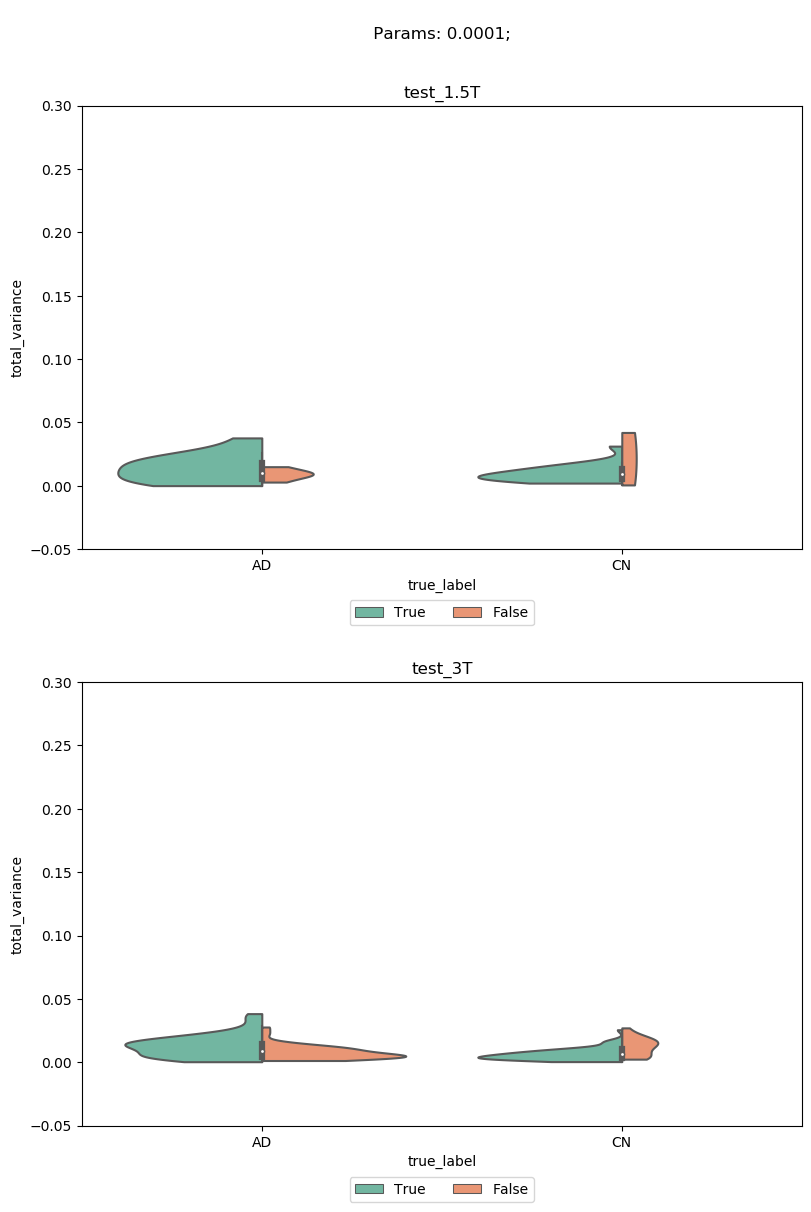 Params: 0.0001;
test_1.5T
0.30
0.25
0.20
0.15
0.10
0.05
0.00
−0.05
total_variance
AD CN
true_label
True False
test_3T
0.30
0.25
0.20
0.15
0.10
0.05
0.00
−0.05
total_variance
AD CN
true_label
True False